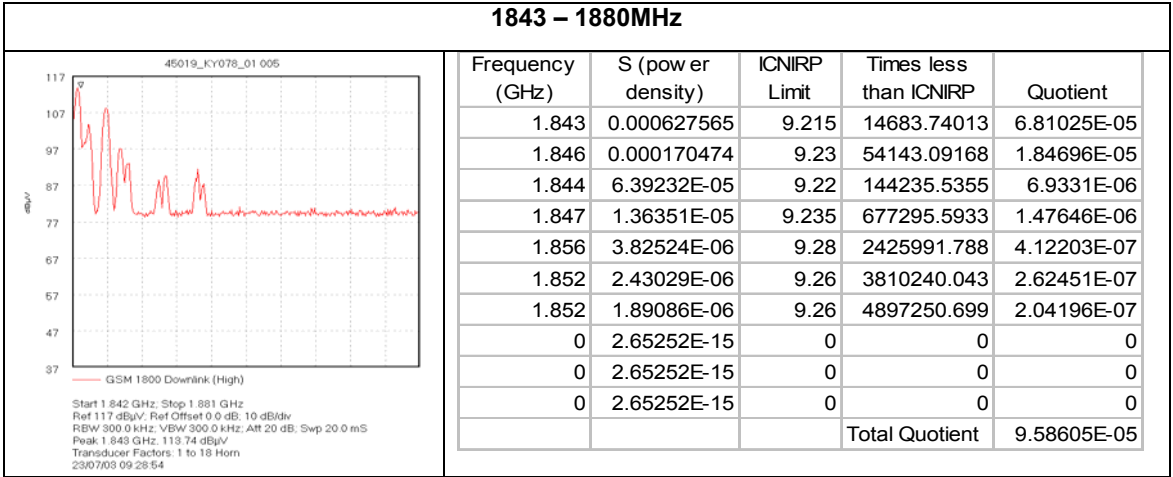 1843 – 1880MHz
45019_KY078_01 005
117
107
97
87
77
67
57
47
37
dBµV
GSM 1800 Downlink (High)
Start 1.842 GHz; Stop 1.881 GHz
Ref 117 dBµV; Ref Offset 0.0 dB; 10 dB/div
RBW 300.0 kHz; VBW 300.0 kHz; Att 20 dB; Swp 20.0 mS
Peak 1.843 GHz, 113.74 dBµV
Transducer Factors: 1 to 18 Horn
23/07/03 09:28:54
Frequency (GHz) S (power density) ICNIRP Limit Times less than ICNIRP Quotient
1.843 0.000627565 9.215 14683.74013 6.81025E-05
1.846 0.000170474 9.23 54143.09168 1.84696E-05
1.844 6.39232E-05 9.22 144235.5355 6.9331E-06
1.847 1.36351E-05 9.235 677295.5933 1.47646E-06
1.856 3.82524E-06 9.28 2425991.788 4.12203E-07
1.852 2.43029E-06 9.26 3810240.043 2.62451E-07
1.852 1.89086E-06 9.26 4897250.699 2.04196E-07
0 2.65252E-15 0 0 0
0 2.65252E-15 0 0 0
0 2.65252E-15 0 0 0
Total Quotient 9.58605E-05